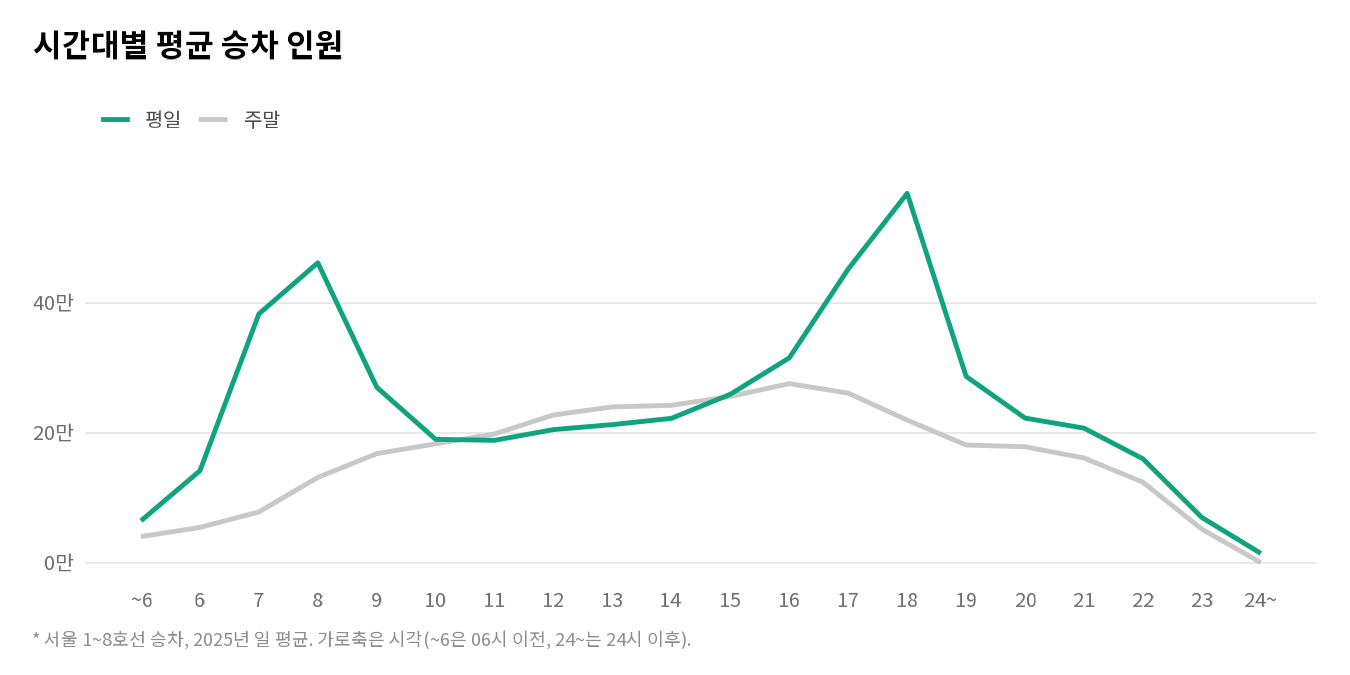 시간대별 평균 승차 인원
평일 주말
40만
20만
0만
~6 6 7 8 9 10 11 12 13 14 15 16 17 18 19 20 21 22 23 24~
* 서울 1~8호선 승차, 2025년 일 평균. 가로축은 시각(~6은 06시 이전, 24~는 24시 이후).